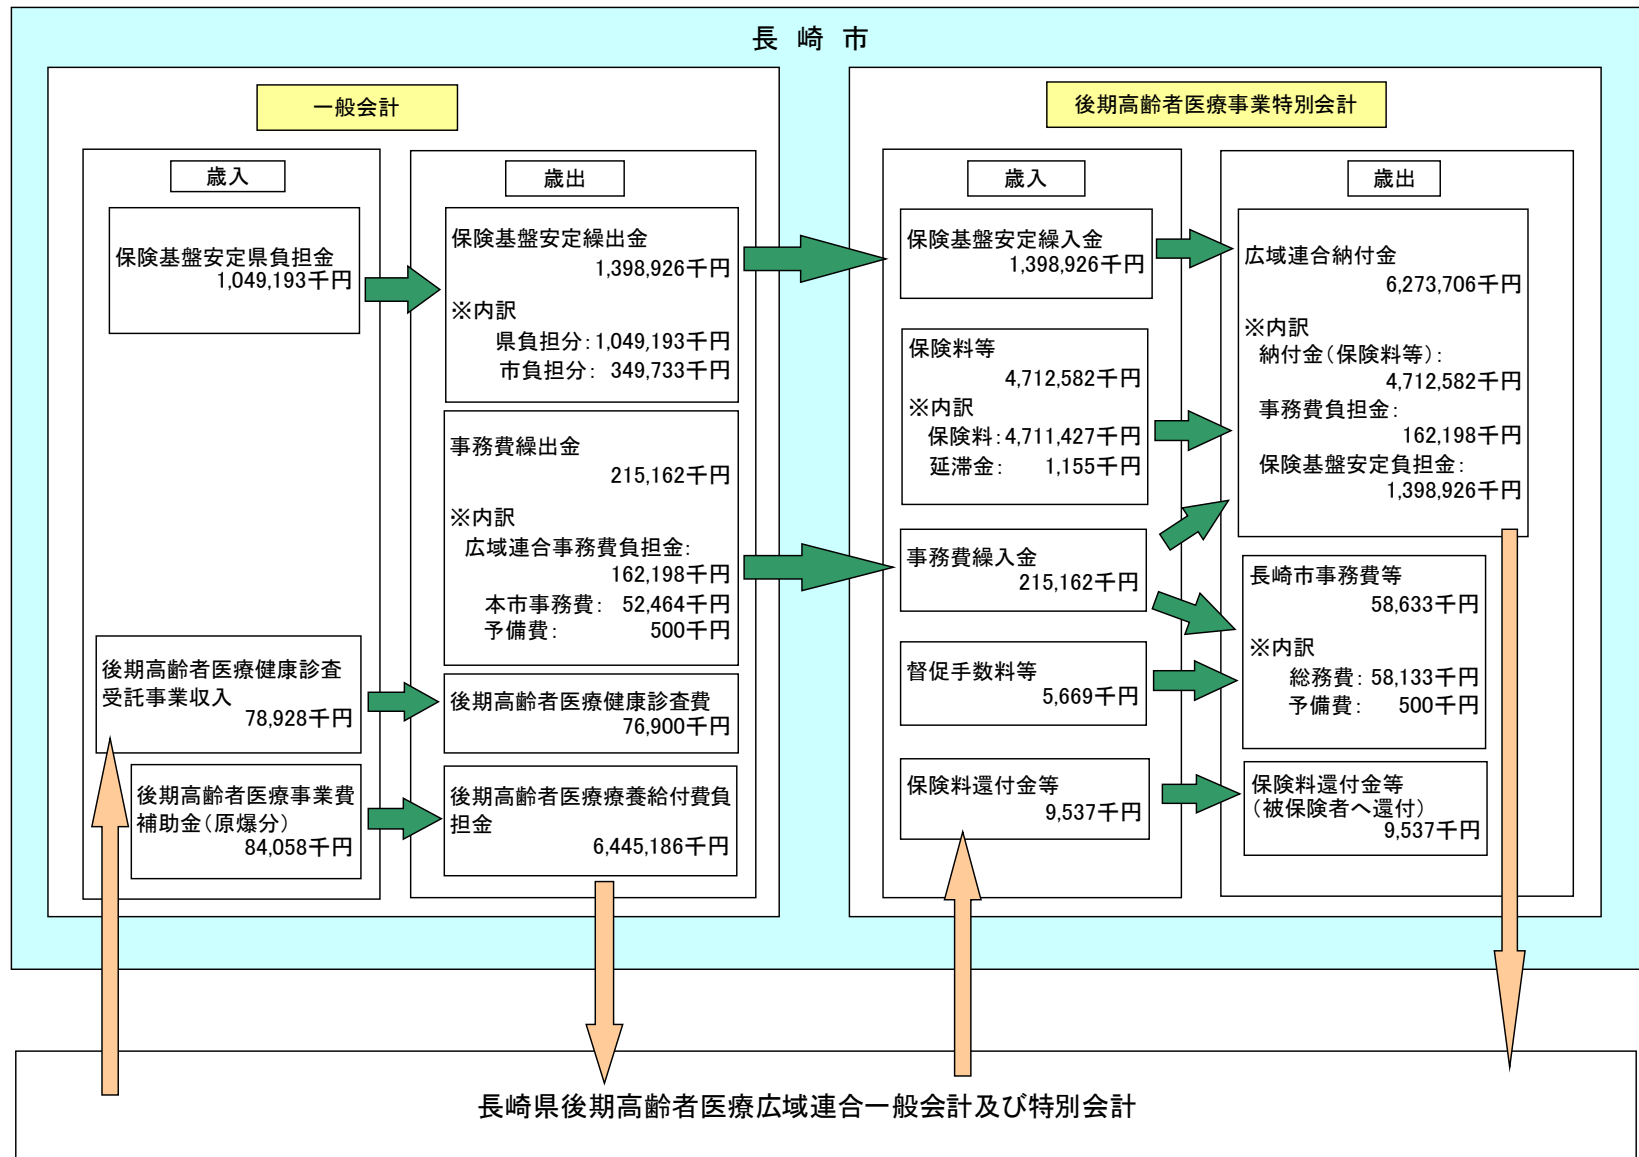 長崎市
一般会計
歳入
保険基盤安定県負担金
1,049,193千円
後期高齢者医療健康診査
受託事業収入
78,928千円
後期高齢者医療事業費
補助金(原爆分)
84,058千円
歳出
保険基盤安定繰出金
1,398,926千円
※内訳
県負担分:1,049,193千円
市負担分: 349,733千円
事務費繰出金
215,162千円
※内訳
広域連合事務費負担金:
162,198千円
本市事務費: 52,464千円
予備費: 500千円
後期高齢者医療健康診査費
76,900千円
後期高齢者医療療養給付費負
担金
6,445,186千円
後期高齢者医療事業特別会計
歳入
保険基盤安定繰入金
1,398,926千円
保険料等
4,712,582千円
※内訳
保険料:4,711,427千円
延滞金: 1,155千円
事務費繰入金
215,162千円
督促手数料等
5,669千円
保険料還付金等
9,537千円
歳出
広域連合納付金
6,273,706千円
※内訳
納付金(保険料等):
4,712,582千円
事務費負担金:
162,198千円
保険基盤安定負担金:
1,398,926千円
長崎市事務費等
58,633千円
※内訳
総務費:58,133千円
予備費: 500千円
保険料還付金等
(被保険者へ還付)
9,537千円
長崎県後期高齢者医療広域連合一般会計及び特別会計